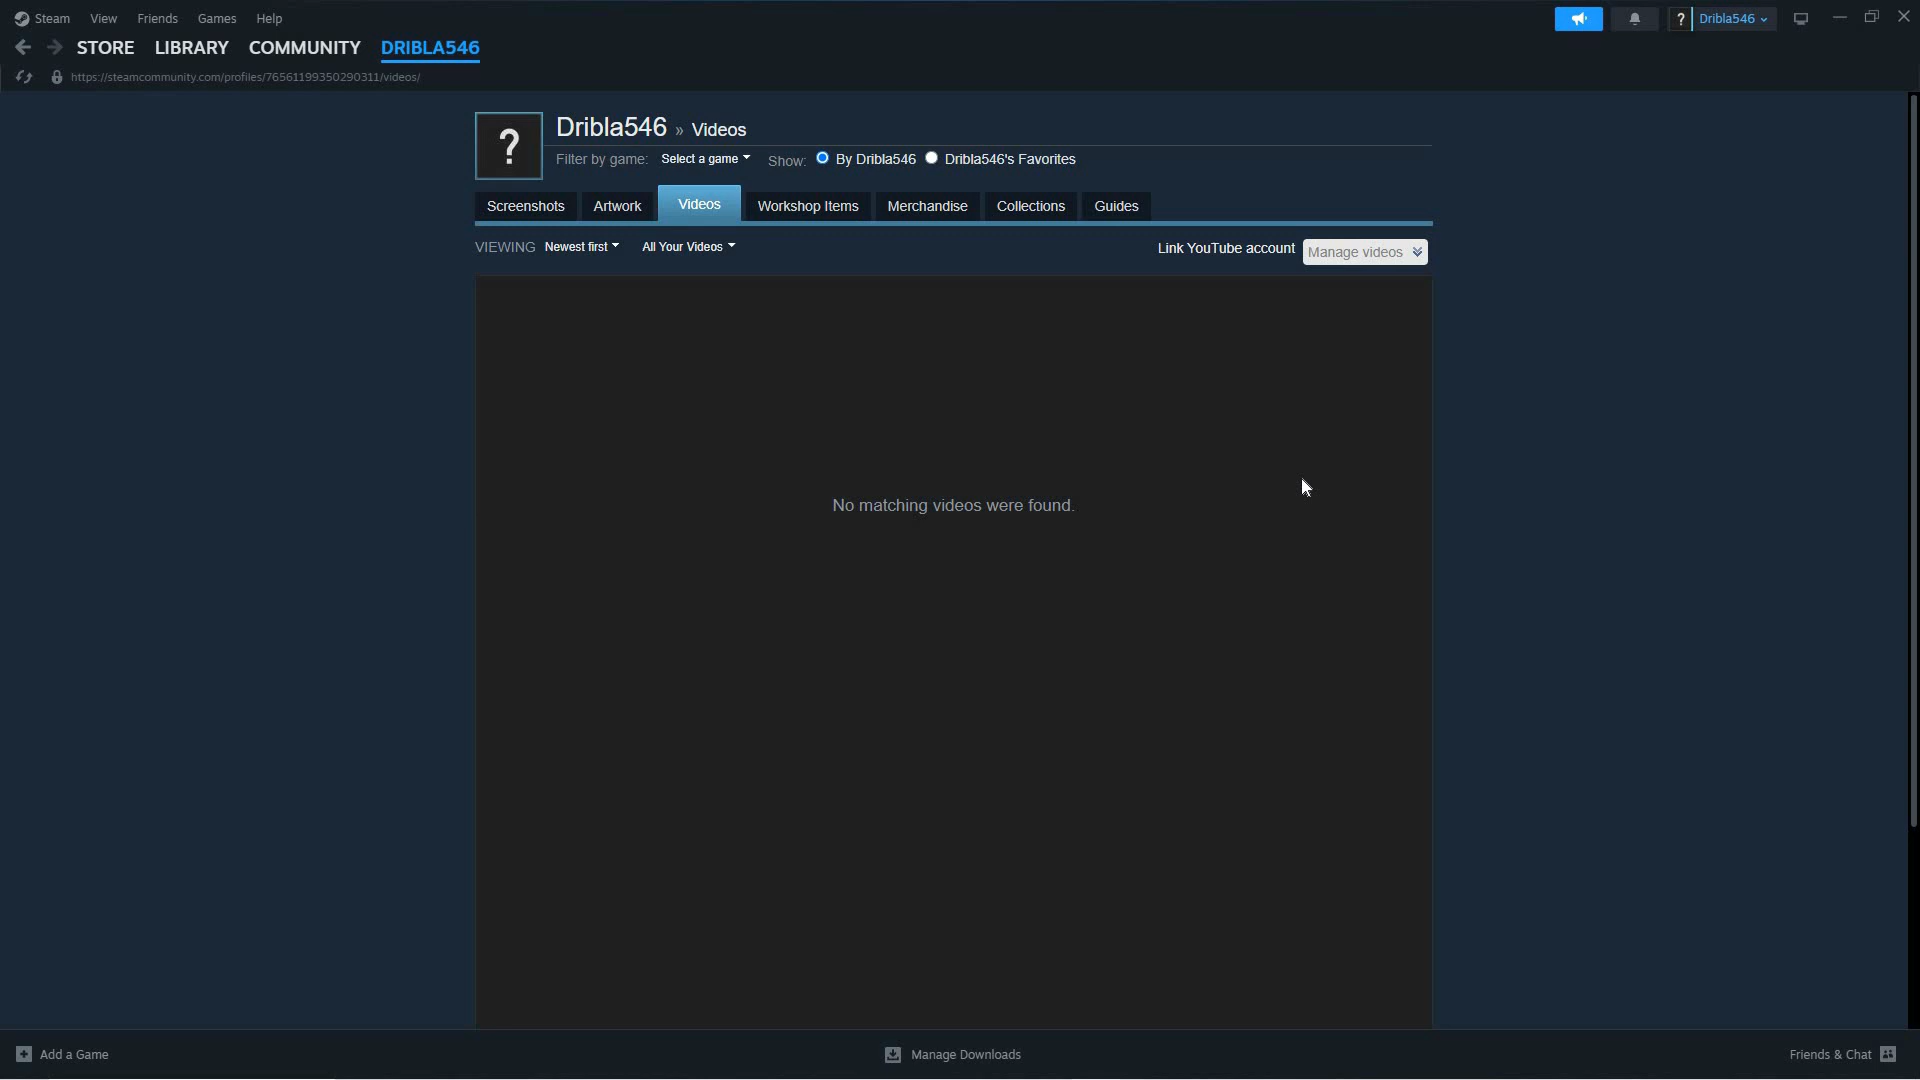 Steam View Friends Games Help
? Dribla546
STORE LIBRARY COMMUNITY DRIBLA546
https://steamcommunity.com/profiles/76561199350290311/videos/
?
Dribla546 » Videos
Filter by game: Select a game Show: By Dribla546 Dribla546's Favorites
Screenshots Artwork Videos Workshop Items Merchandise Collections Guides
VIEWING Newest first All Your Videos Link YouTube account Manage videos
No matching videos were found.
Add a Game Manage Downloads Friends & Chat